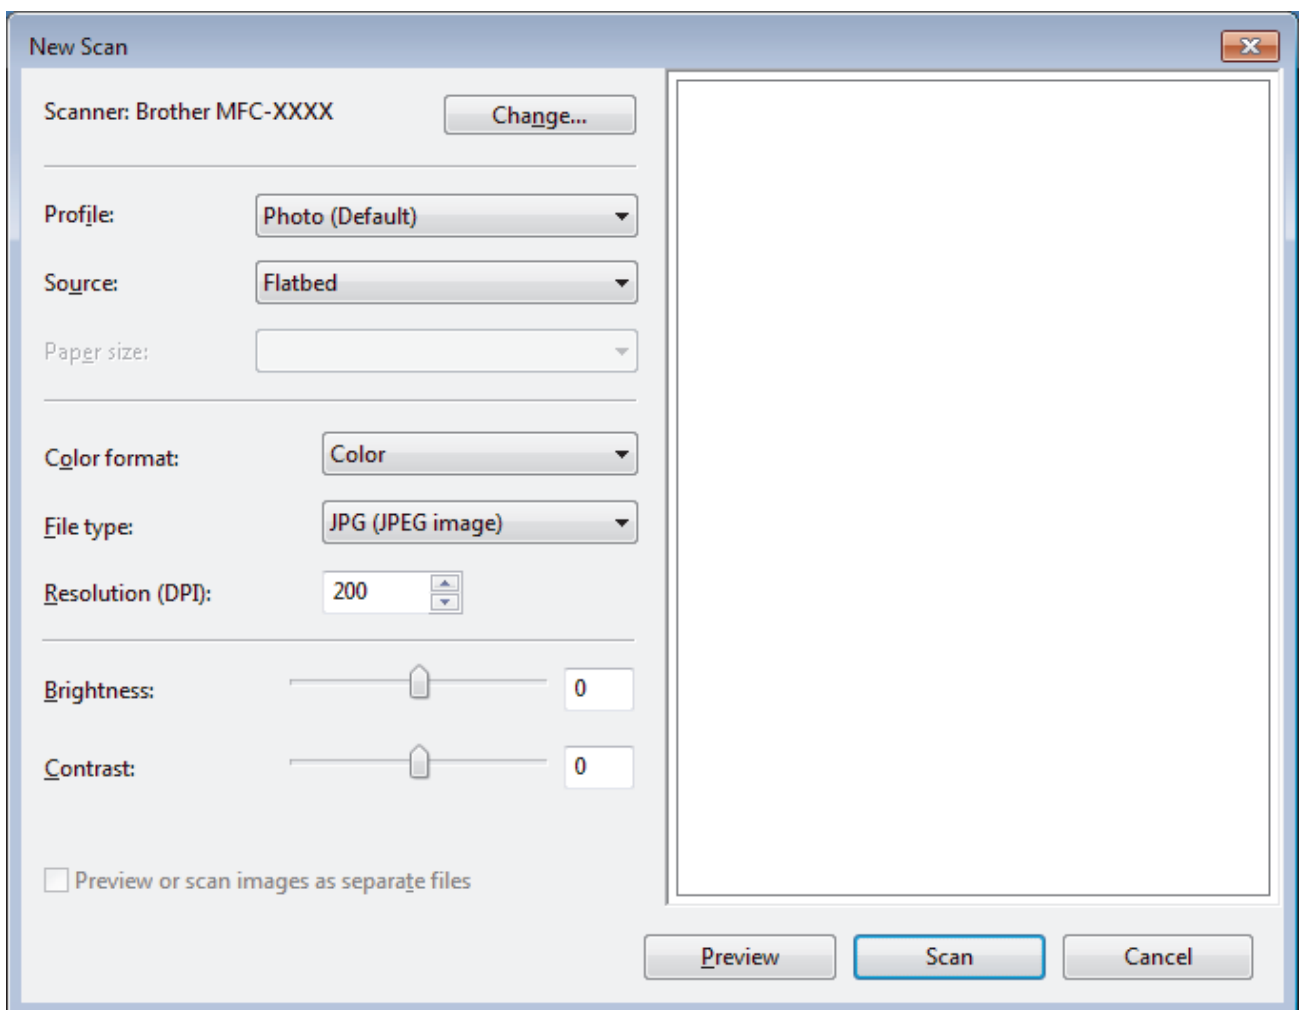 New Scan
Scanner: Brother MFC-XXXX
Change...
Profile:
Photo (Default)
Source:
Flatbed
Paper size:
Color format:
Color
File type:
JPG (JPEG image)
Resolution (DPI):
200
Brightness:
0
Contrast:
0
Preview or scan images as separate files
Preview
Scan
Cancel